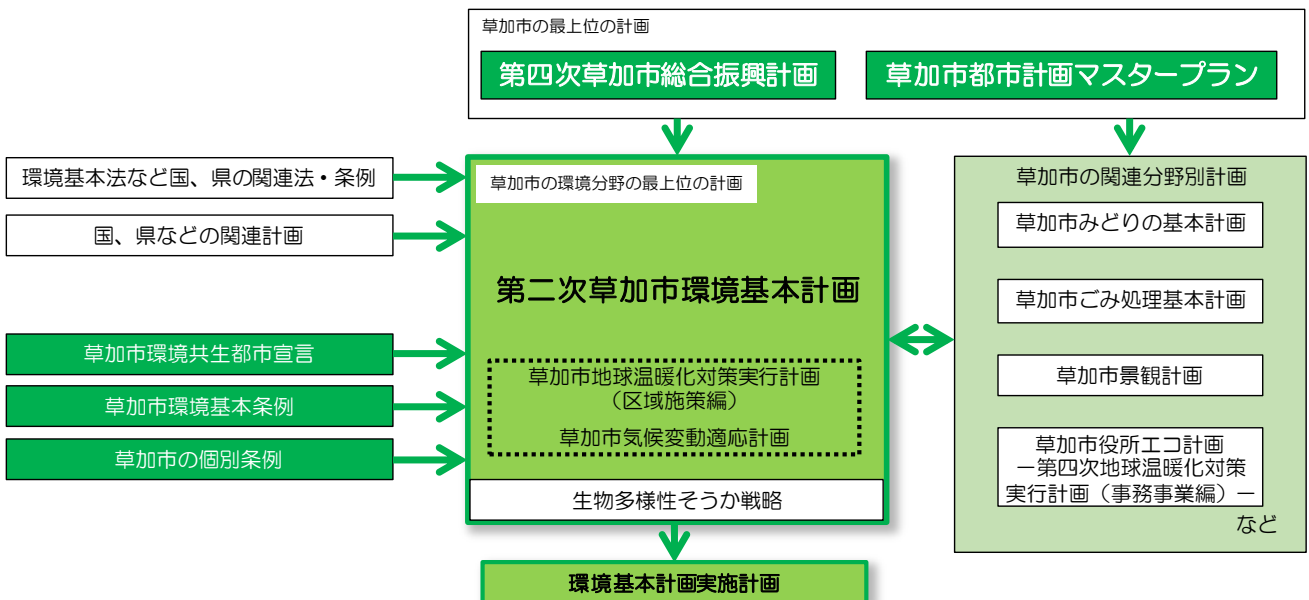 草加市の最上位の計画
第四次草加市総合振興計画
草加市都市計画マスタープラン
環境基本法など国、県の関連法・条例
国、県などの関連計画
草加市環境共生都市宣言
草加市環境基本条例
草加市の個別条例
草加市の環境分野の最上位の計画
第二次草加市環境基本計画
草加市地球温暖化対策実行計画
（区域施策編）
草加市気候変動適応計画
生物多様性そうか戦略
環境基本計画実施計画
草加市の関連分野別計画
草加市みどりの基本計画
草加市ごみ処理基本計画
草加市景観計画
草加市役所エコ計画
－第四次地球温暖化対策
実行計画（事務事業編）－
など